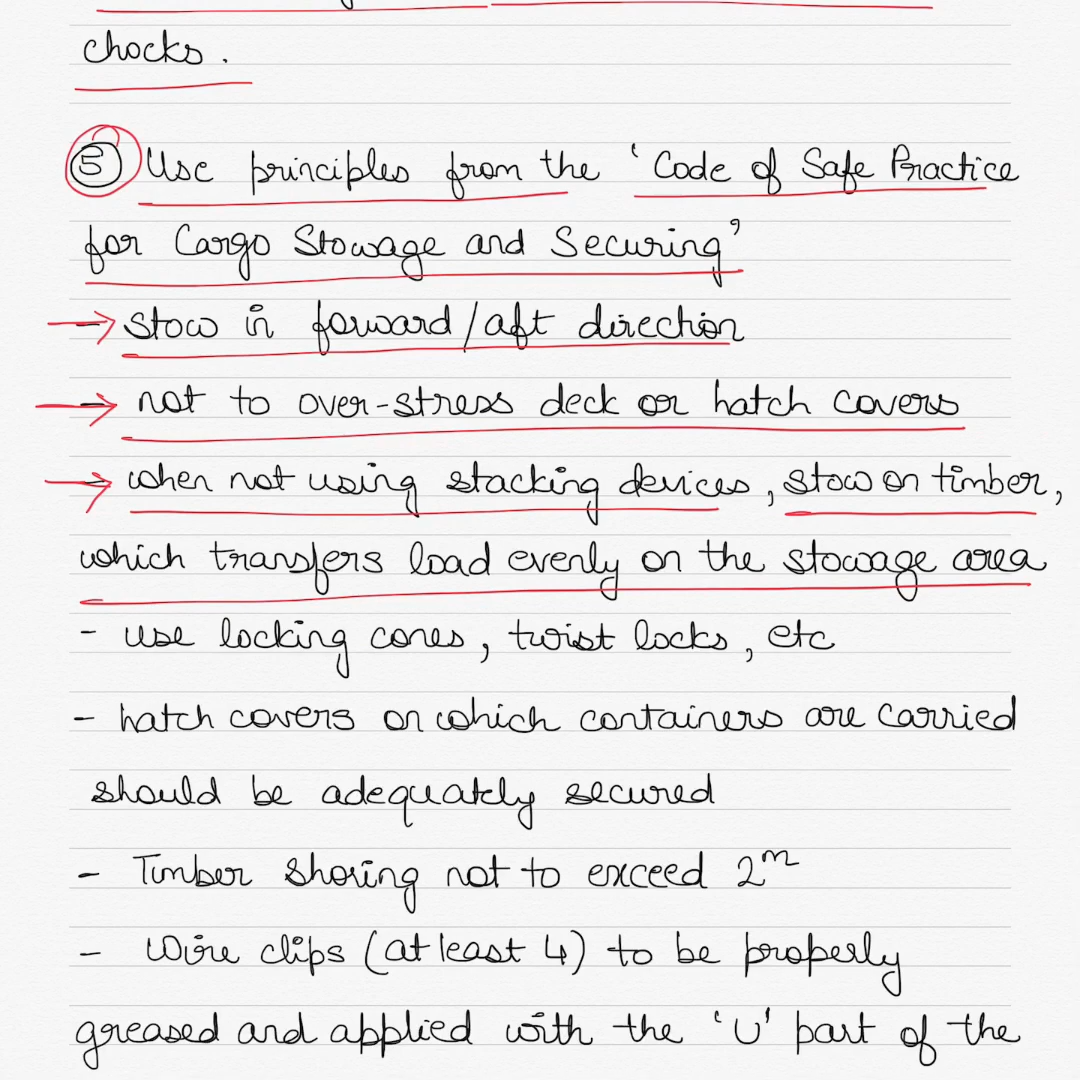 chocks.
⑤ Use principles from the 'Code of Safe Practice
for Cargo Stowage and Securing'
→ stow in forward/aft direction
→ not to over-stress deck or hatch covers
→ when not using stacking devices, stow on timber,
which transfers load evenly on the stowage area
- use locking cones, twist locks, etc
- hatch covers on which containers are carried
should be adequately secured
- Timber shoring not to exceed 2ᵐ
- Wire clips (at least 4) to be properly
greased and applied with the 'U' part of the